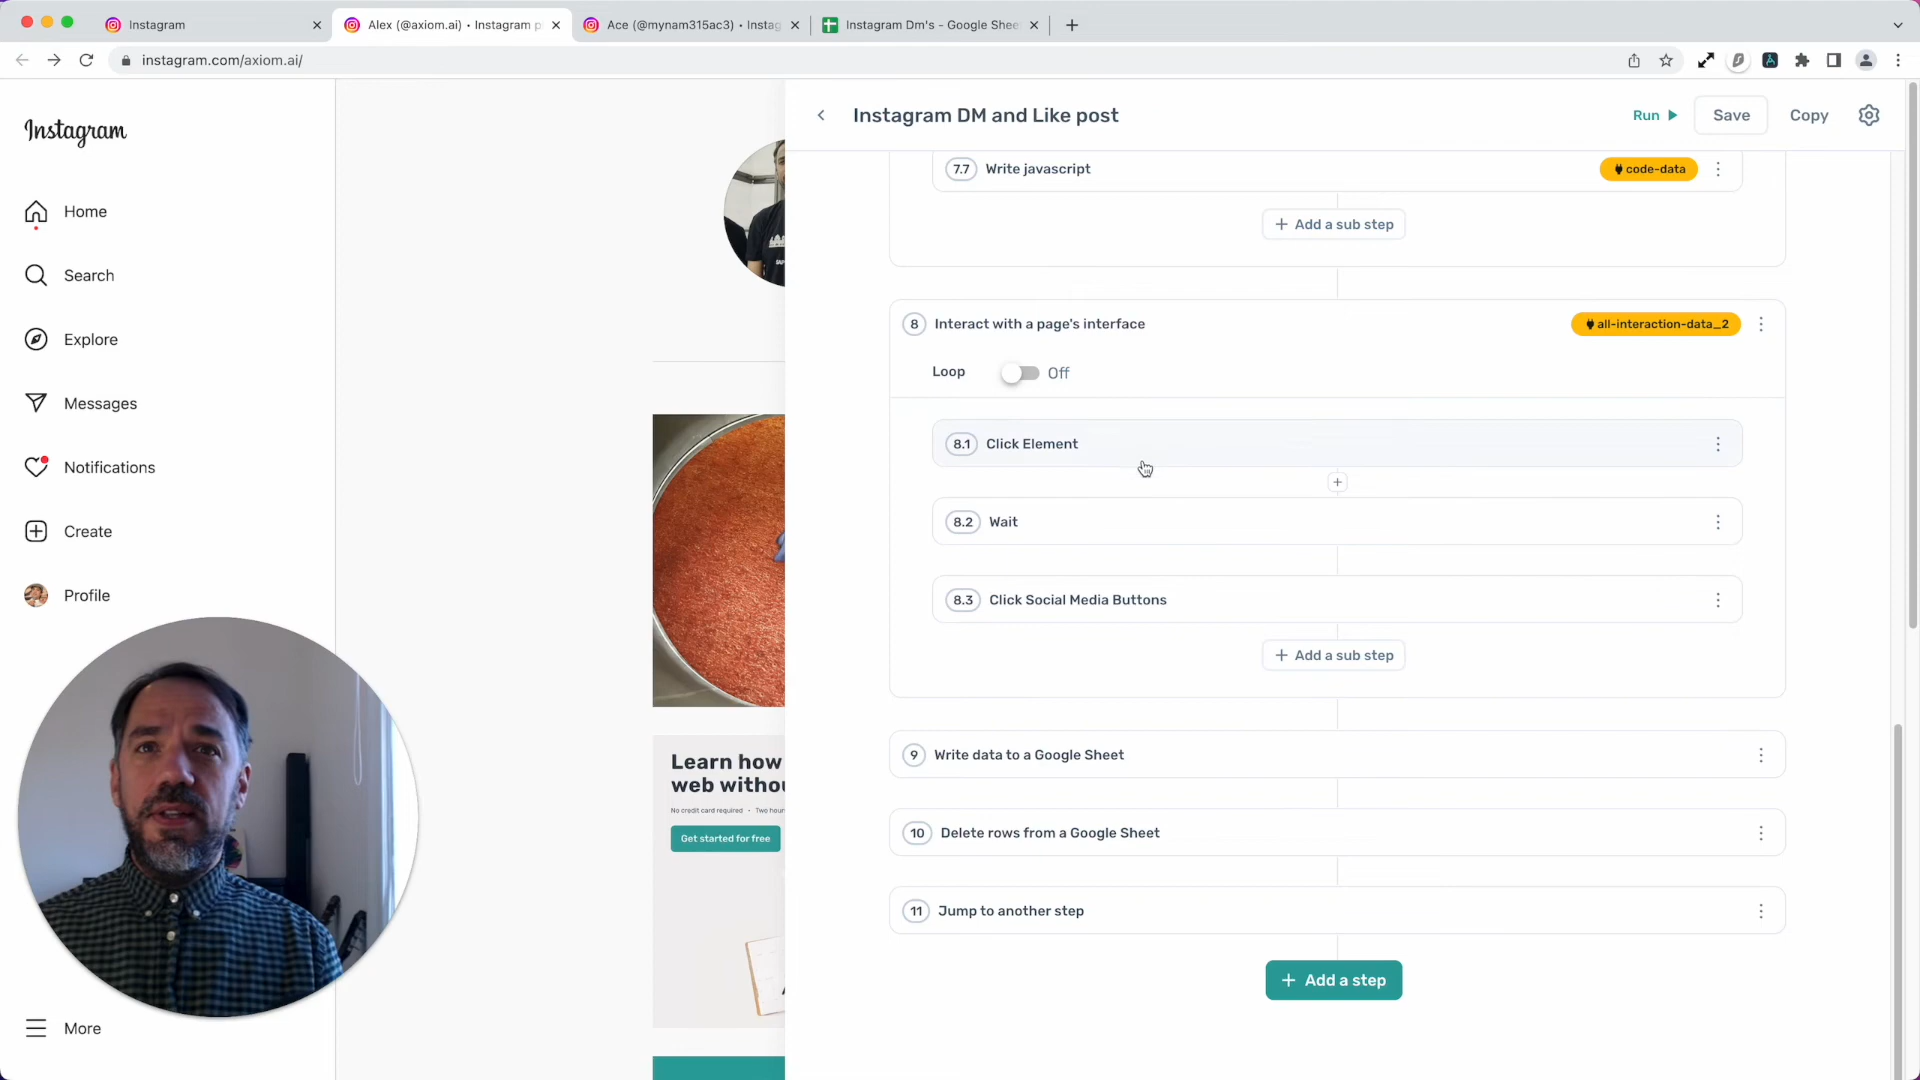 Instagram
Alex (@axiom.ai) • Instagram p
Ace (@mynam315ac3) • Instag
Instagram Dm's - Google Shee
instagram.com/axiom.ai/
Instagram
Home
Search
Explore
Messages
Notifications
Create
Profile
More
Learn how
web withou
No credit card required • Two hours
Get started for free
Instagram DM and Like post
Run
Save
Copy
7.7 Write javascript
code-data
+ Add a sub step
8 Interact with a page's interface
all-interaction-data_2
Loop Off
8.1 Click Element
8.2 Wait
8.3 Click Social Media Buttons
+ Add a sub step
9 Write data to a Google Sheet
10 Delete rows from a Google Sheet
11 Jump to another step
+ Add a step